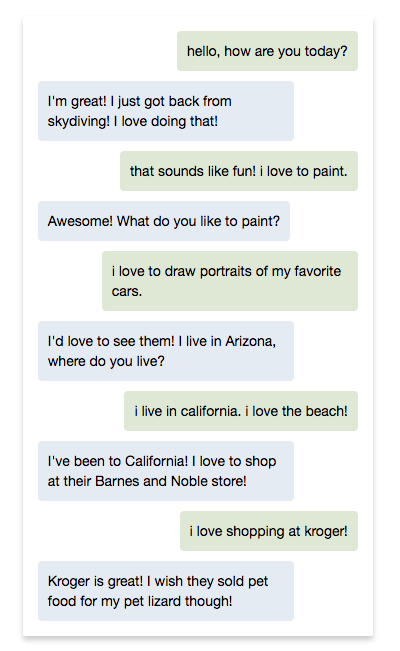 hello, how are you today?
I'm great! I just got back from
skydiving! I love doing that!
that sounds like fun! i love to paint.
Awesome! What do you like to paint?
i love to draw portraits of my favorite
cars.
I'd love to see them! I live in Arizona,
where do you live?
i live in california. i love the beach!
I've been to California! I love to shop
at their Barnes and Noble store!
i love shopping at kroger!
Kroger is great! I wish they sold pet
food for my pet lizard though!